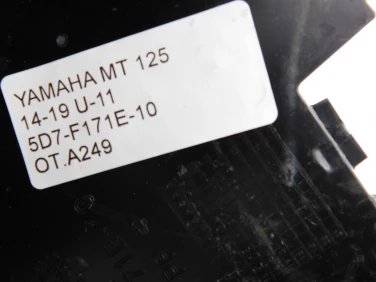 YAMAHA MT 125
14-19 U-11
5D7-F171E-10
OT.A249